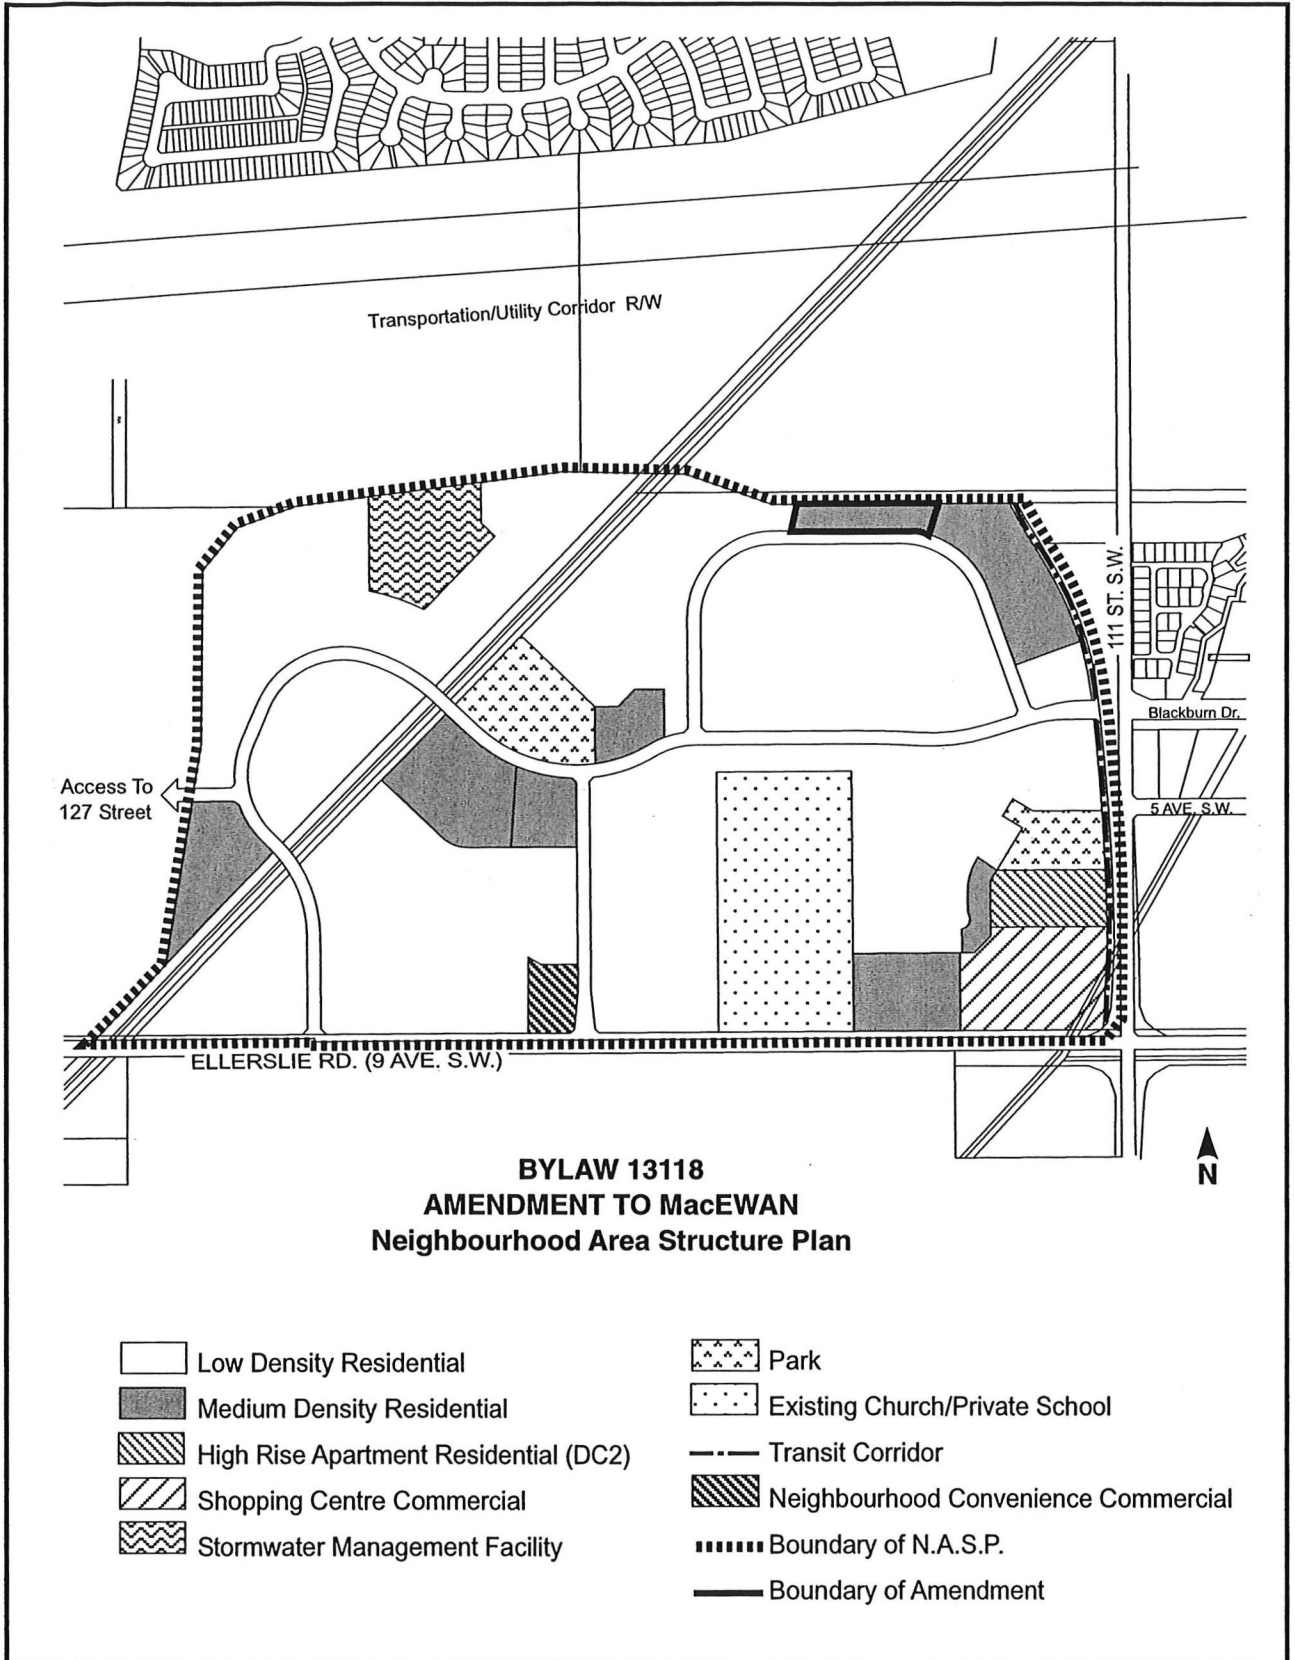 Transportation/Utility Corridor R/W
111 ST. S.W.
Blackburn Dr.
Access To
127 Street
5 AVE. S.W.
ELLERSLIE RD. (9 AVE. S.W.)
N
BYLAW 13118
AMENDMENT TO MacEWAN
Neighbourhood Area Structure Plan
Low Density Residential
Medium Density Residential
High Rise Apartment Residential (DC2)
Shopping Centre Commercial
Stormwater Management Facility
Park
Existing Church/Private School
Transit Corridor
Neighbourhood Convenience Commercial
Boundary of N.A.S.P.
Boundary of Amendment